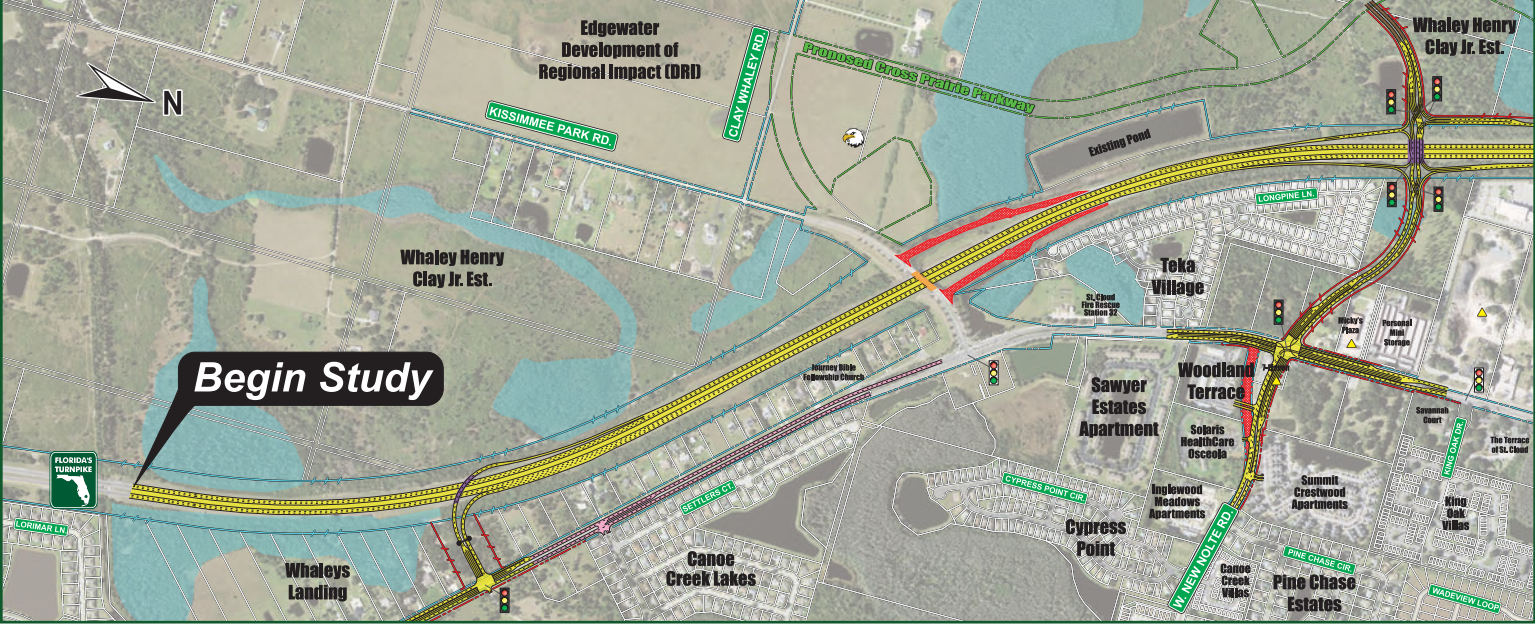 Edgewater
Development of
Regional Impact (DRI)
CLAY WHALEY RD.
Proposed Cross Prairie Parkway
Whaley Henry
Clay Jr. Est.
N
KISSIMMEE PARK RD.
Existing Pond
LONGPINE LN.
Whaley Henry
Clay Jr. Est.
Teka
Village
St. Cloud
Fire Rescue
Station 32
Micky's
Plaza
Personal
Mini
Storage
Begin Study
Journey Bible
Fellowship Church
Sawyer
Estates
Apartment
Woodland
Terrace
Solaris
HealthCare
Osceola
Savannah
Court
KING OAK DR.
The Terrace
of St. Cloud
FLORIDA'S
TURNPIKE
LORIMAR LN.
SETTLERS CT.
CYPRESS POINT CIR.
Inglewood
Meadows
Apartments
Summit
Crestwood
Apartments
King
Oak
Villas
Cypress
Point
W. NEW NOLTE RD.
Whaleys
Landing
Canoe
Creek Lakes
Canoe
Creek
Villas
PINE CHASE CIR.
Pine Chase
Estates
WADEVIEW LOOP